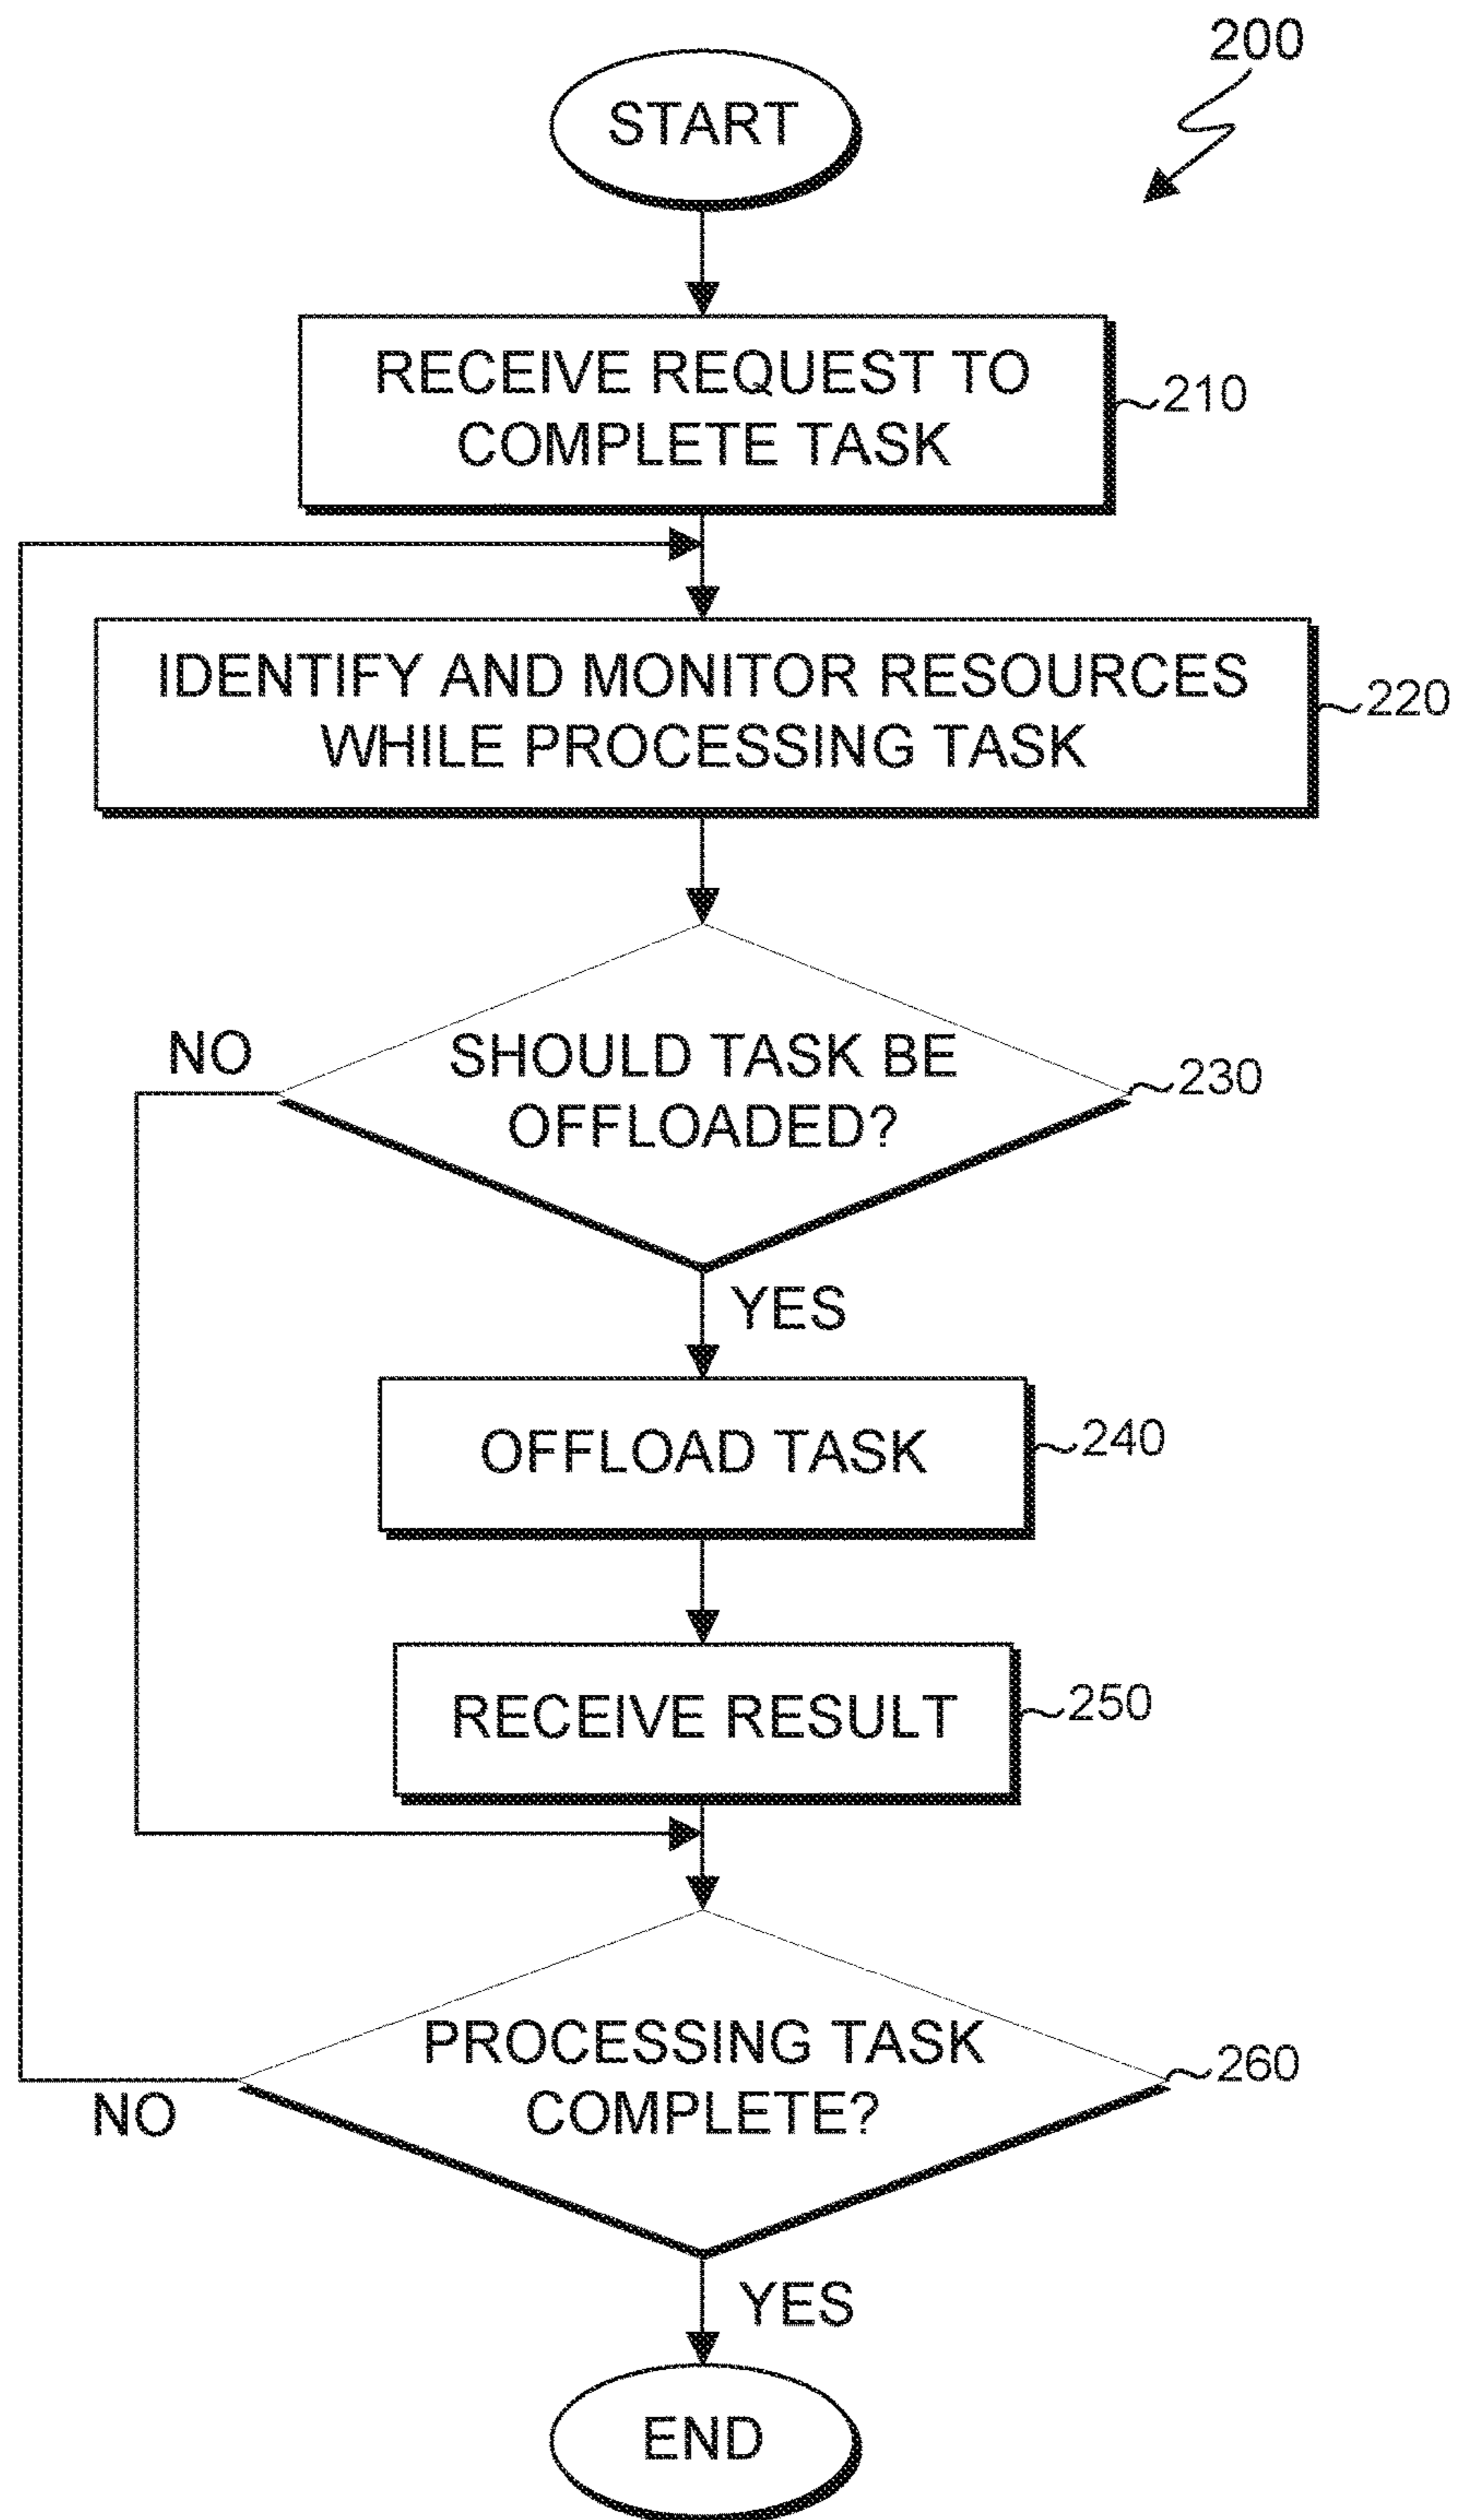 200
START
RECEIVE REQUEST TO
COMPLETE TASK
210
IDENTIFY AND MONITOR RESOURCES
WHILE PROCESSING TASK
220
NO
SHOULD TASK BE
OFFLOADED?
230
YES
OFFLOAD TASK
240
RECEIVE RESULT
250
PROCESSING TASK
COMPLETE?
260
NO
YES
END